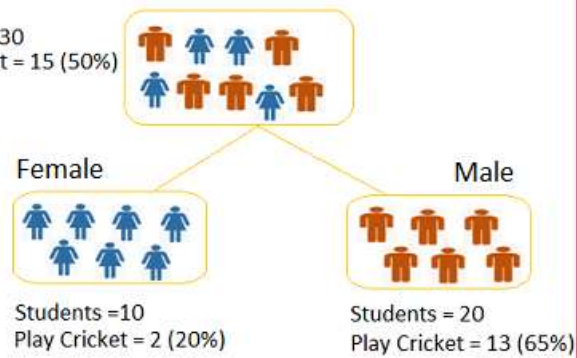 30
t = 15 (50%)
Female
Male
Students =10
Play Cricket = 2 (20%)
Students = 20
Play Cricket = 13 (65%)